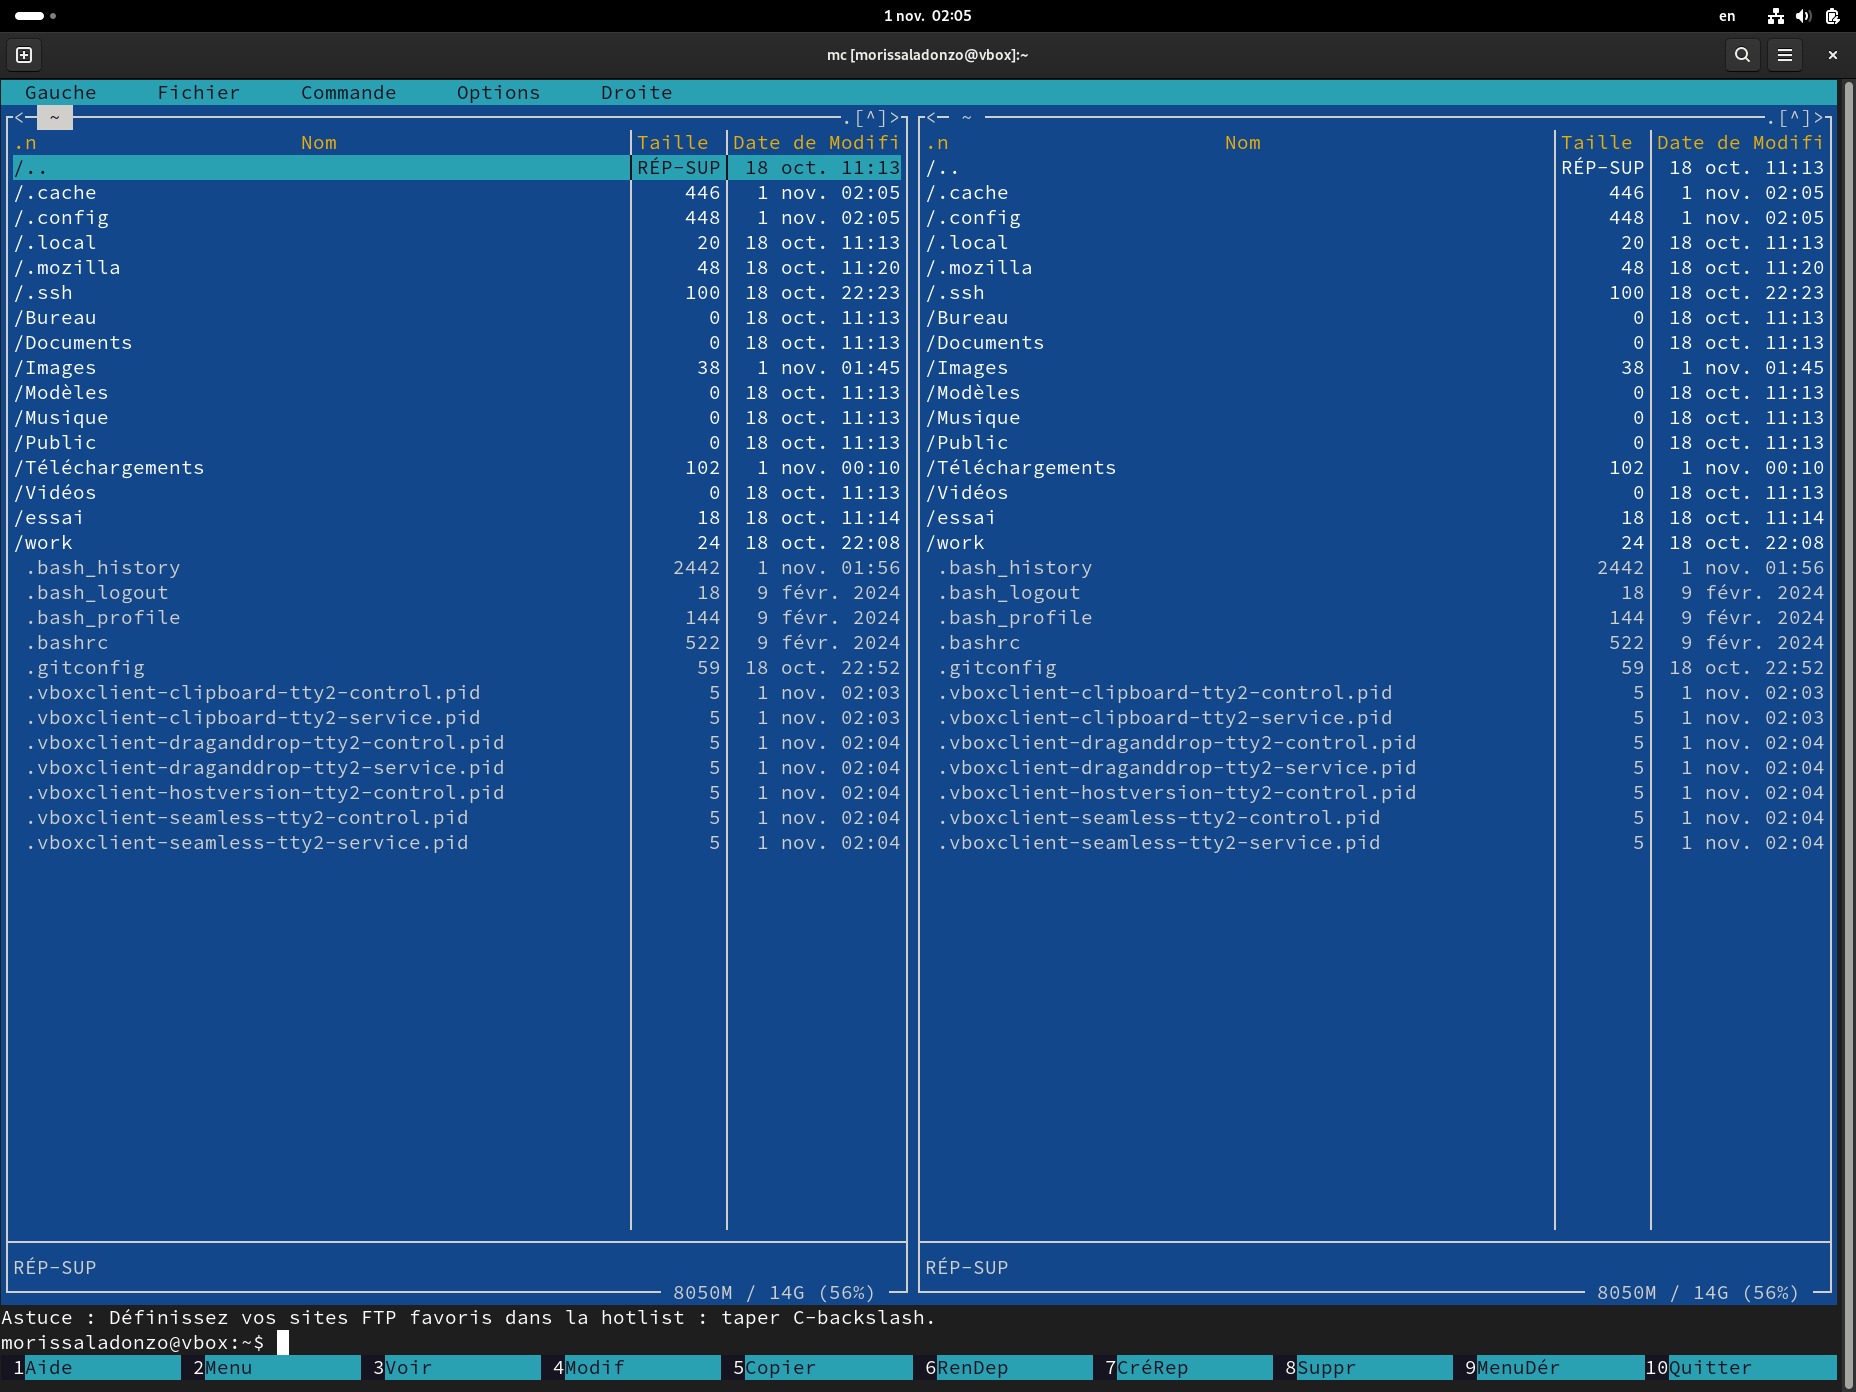 1 nov. 02:05
en
mc [morissaladonzo@vbox]:~
Gauche Fichier Commande Options Droite
<─ ~ ─.[^]>
.n Nom Taille Date de Modifi
/.. RÉP-SUP 18 oct. 11:13
/.cache 446 1 nov. 02:05
/.config 448 1 nov. 02:05
/.local 20 18 oct. 11:13
/.mozilla 48 18 oct. 11:20
/.ssh 100 18 oct. 22:23
/Bureau 0 18 oct. 11:13
/Documents 0 18 oct. 11:13
/Images 38 1 nov. 01:45
/Modèles 0 18 oct. 11:13
/Musique 0 18 oct. 11:13
/Public 0 18 oct. 11:13
/Téléchargements 102 1 nov. 00:10
/Vidéos 0 18 oct. 11:13
/essai 18 18 oct. 11:14
/work 24 18 oct. 22:08
.bash_history 2442 1 nov. 01:56
.bash_logout 18 9 févr. 2024
.bash_profile 144 9 févr. 2024
.bashrc 522 9 févr. 2024
.gitconfig 59 18 oct. 22:52
.vboxclient-clipboard-tty2-control.pid 5 1 nov. 02:03
.vboxclient-clipboard-tty2-service.pid 5 1 nov. 02:03
.vboxclient-draganddrop-tty2-control.pid 5 1 nov. 02:04
.vboxclient-draganddrop-tty2-service.pid 5 1 nov. 02:04
.vboxclient-hostversion-tty2-control.pid 5 1 nov. 02:04
.vboxclient-seamless-tty2-control.pid 5 1 nov. 02:04
.vboxclient-seamless-tty2-service.pid 5 1 nov. 02:04
RÉP-SUP
8050M / 14G (56%)
<─ ~ ─.[^]>
.n Nom Taille Date de Modifi
/.. RÉP-SUP 18 oct. 11:13
/.cache 446 1 nov. 02:05
/.config 448 1 nov. 02:05
/.local 20 18 oct. 11:13
/.mozilla 48 18 oct. 11:20
/.ssh 100 18 oct. 22:23
/Bureau 0 18 oct. 11:13
/Documents 0 18 oct. 11:13
/Images 38 1 nov. 01:45
/Modèles 0 18 oct. 11:13
/Musique 0 18 oct. 11:13
/Public 0 18 oct. 11:13
/Téléchargements 102 1 nov. 00:10
/Vidéos 0 18 oct. 11:13
/essai 18 18 oct. 11:14
/work 24 18 oct. 22:08
.bash_history 2442 1 nov. 01:56
.bash_logout 18 9 févr. 2024
.bash_profile 144 9 févr. 2024
.bashrc 522 9 févr. 2024
.gitconfig 59 18 oct. 22:52
.vboxclient-clipboard-tty2-control.pid 5 1 nov. 02:03
.vboxclient-clipboard-tty2-service.pid 5 1 nov. 02:03
.vboxclient-draganddrop-tty2-control.pid 5 1 nov. 02:04
.vboxclient-draganddrop-tty2-service.pid 5 1 nov. 02:04
.vboxclient-hostversion-tty2-control.pid 5 1 nov. 02:04
.vboxclient-seamless-tty2-control.pid 5 1 nov. 02:04
.vboxclient-seamless-tty2-service.pid 5 1 nov. 02:04
RÉP-SUP
8050M / 14G (56%)
Astuce : Définissez vos sites FTP favoris dans la hotlist : taper C-backslash.
morissaladonzo@vbox:~$
1Aide 2Menu 3Voir 4Modif 5Copier 6RenDep 7CréRep 8Suppr 9MenuDér 10Quitter